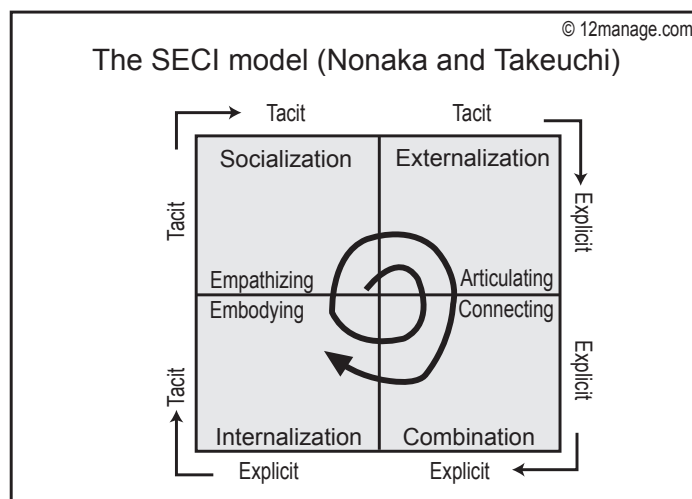 © 12manage.com
The SECI model (Nonaka and Takeuchi)
Tacit
Tacit
Socialization
Externalization
Tacit
Explicit
Empathizing
Articulating
Embodying
Connecting
Tacit
Explicit
Internalization
Combination
Explicit
Explicit